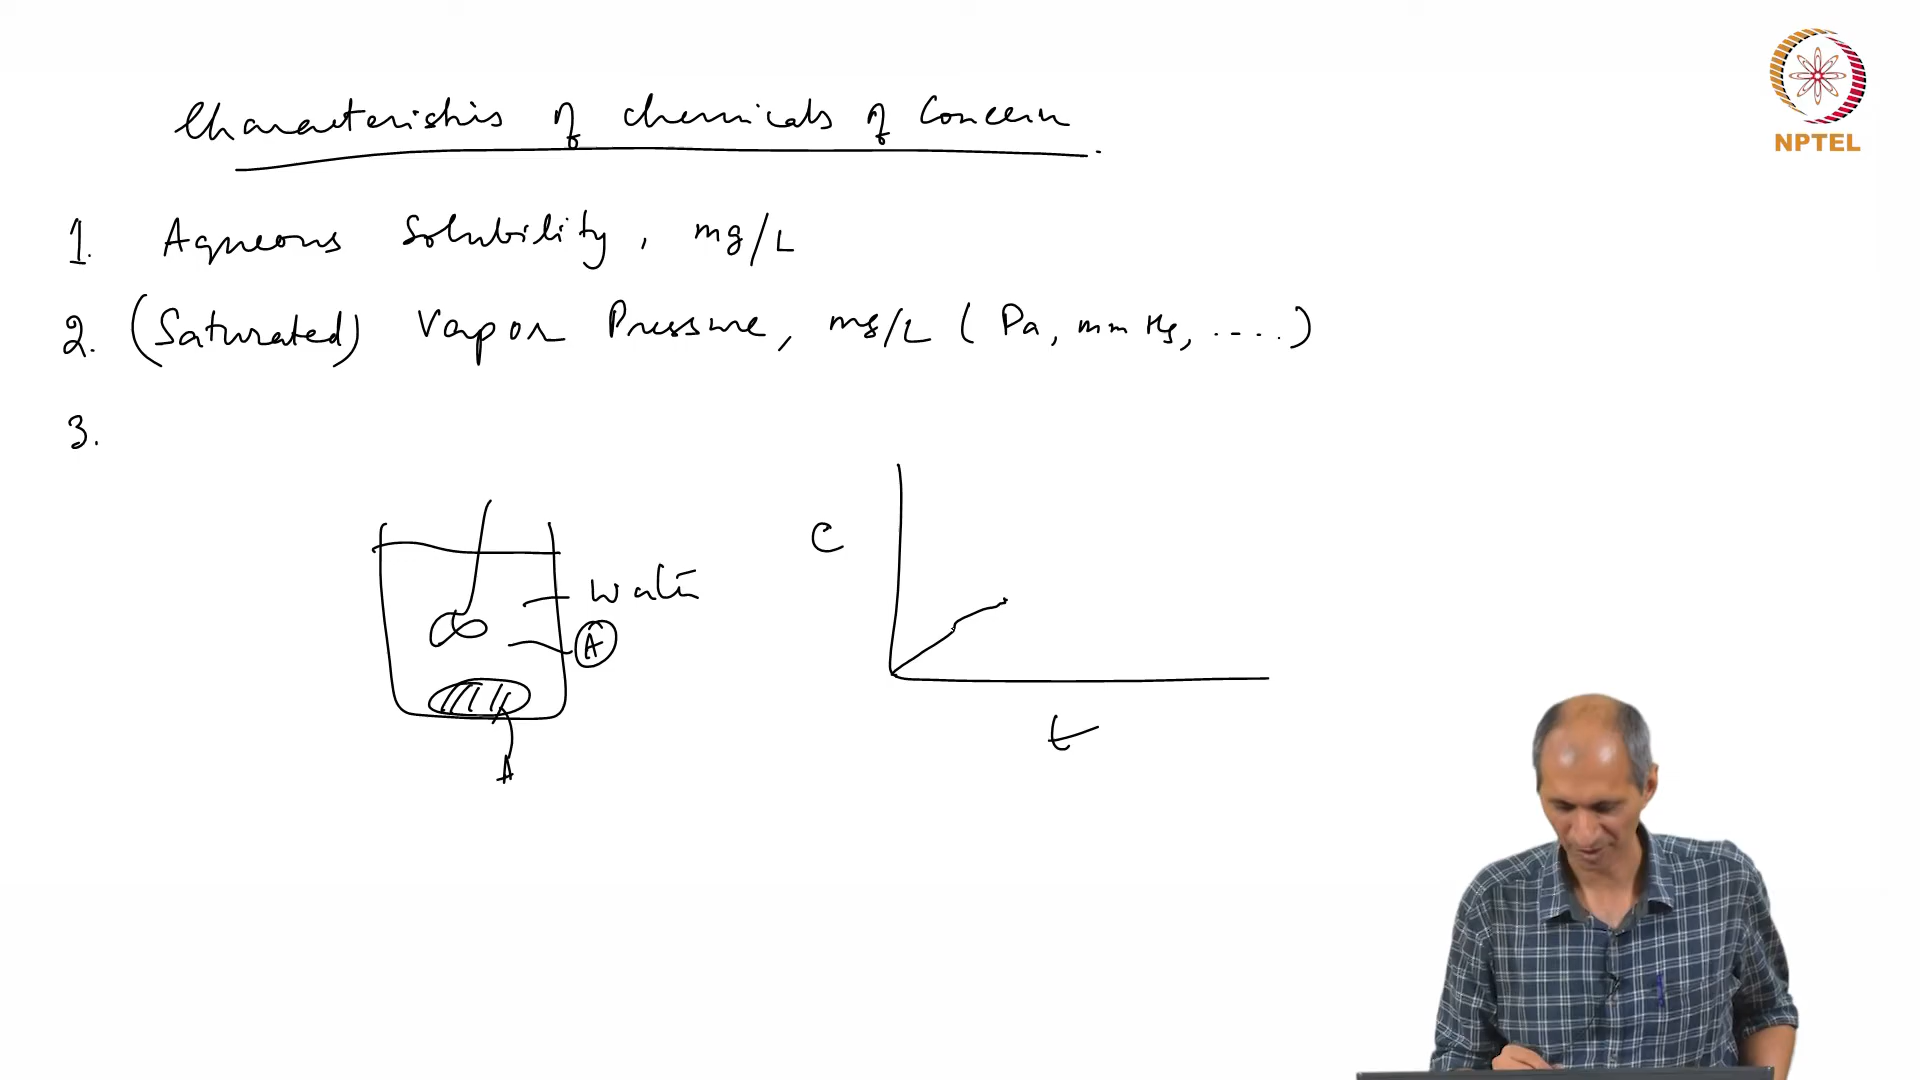 Characteristics of chemicals of Concern.
NPTEL
1. Aqueous Solubility, mg/L
2. (Saturated) Vapor Pressure, mg/L (Pa, mm Hg, ....)
3.
C
Water
A
A
t